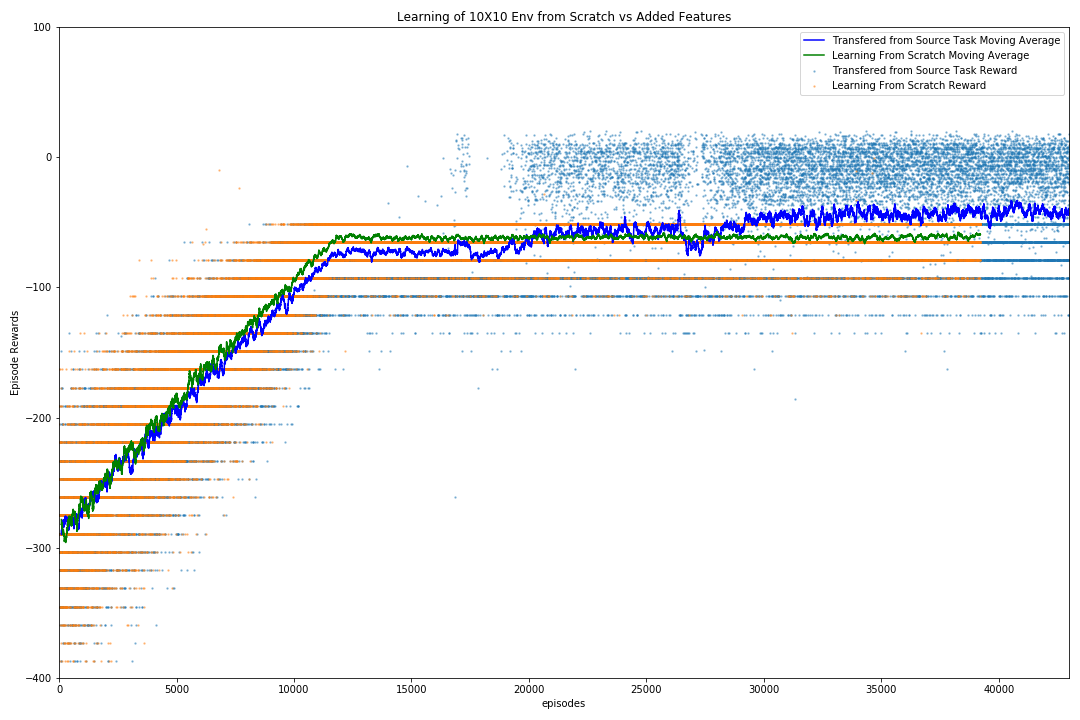 Learning of 10X10 Env from Scratch vs Added Features
100
Transfered from Source Task Moving Average
Learning From Scratch Moving Average
Transfered from Source Task Reward
Learning From Scratch Reward
0
−100
Episode Rewards
−200
−300
−400
0 5000 10000 15000 20000 25000 30000 35000 40000
episodes